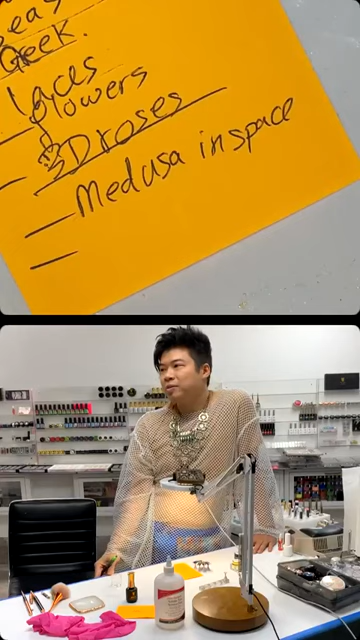 Geek.
laces
flowers
3D roses
Medusa in space